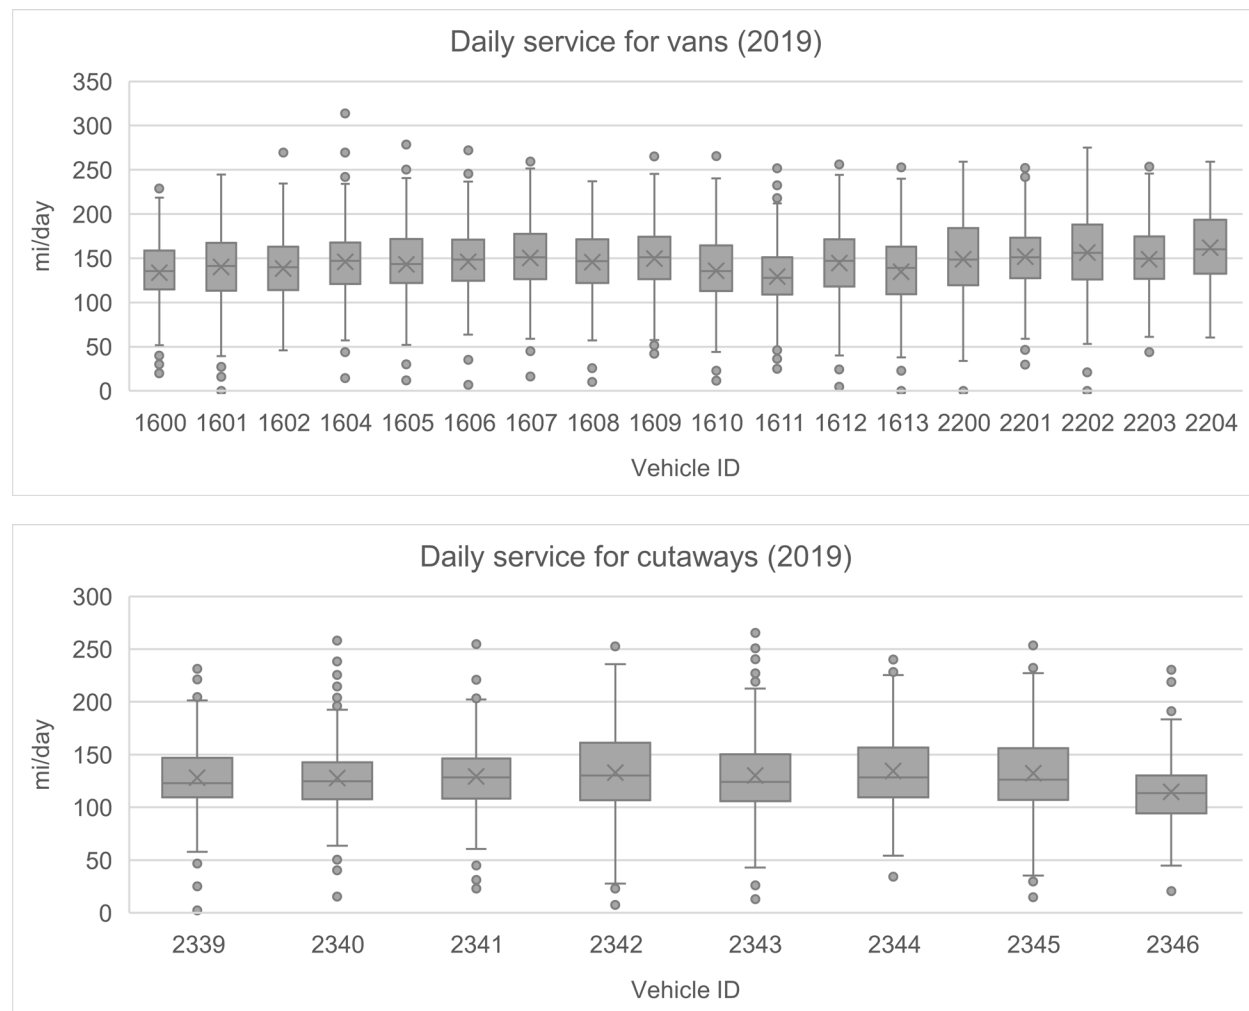 Daily service for vans (2019)
350
300
250
200
150
100
50
0
mi/day
1600 1601 1602 1604 1605 1606 1607 1608 1609 1610 1611 1612 1613 2200 2201 2202 2203 2204
Vehicle ID
Daily service for cutaways (2019)
300
250
200
150
100
50
0
mi/day
2339 2340 2341 2342 2343 2344 2345 2346
Vehicle ID